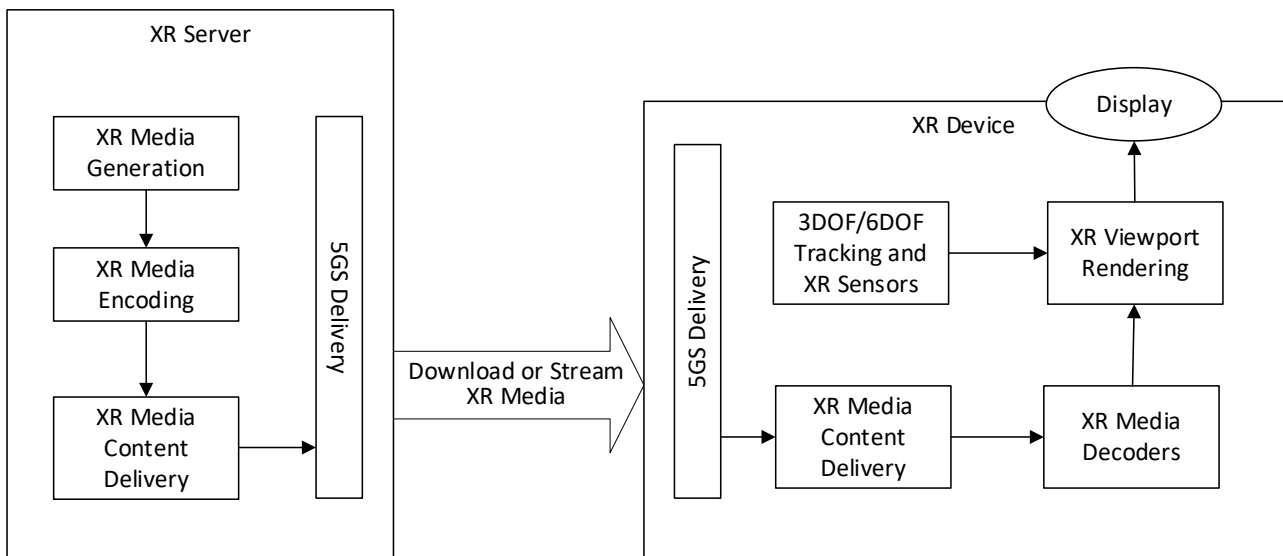 XR Server
XR Media
Generation
XR Media
Encoding
XR Media
Content
Delivery
5GS Delivery
Download or Stream
XR Media
Display
XR Device
5GS Delivery
3DOF/6DOF
Tracking and
XR Sensors
XR Viewport
Rendering
XR Media
Content
Delivery
XR Media
Decoders